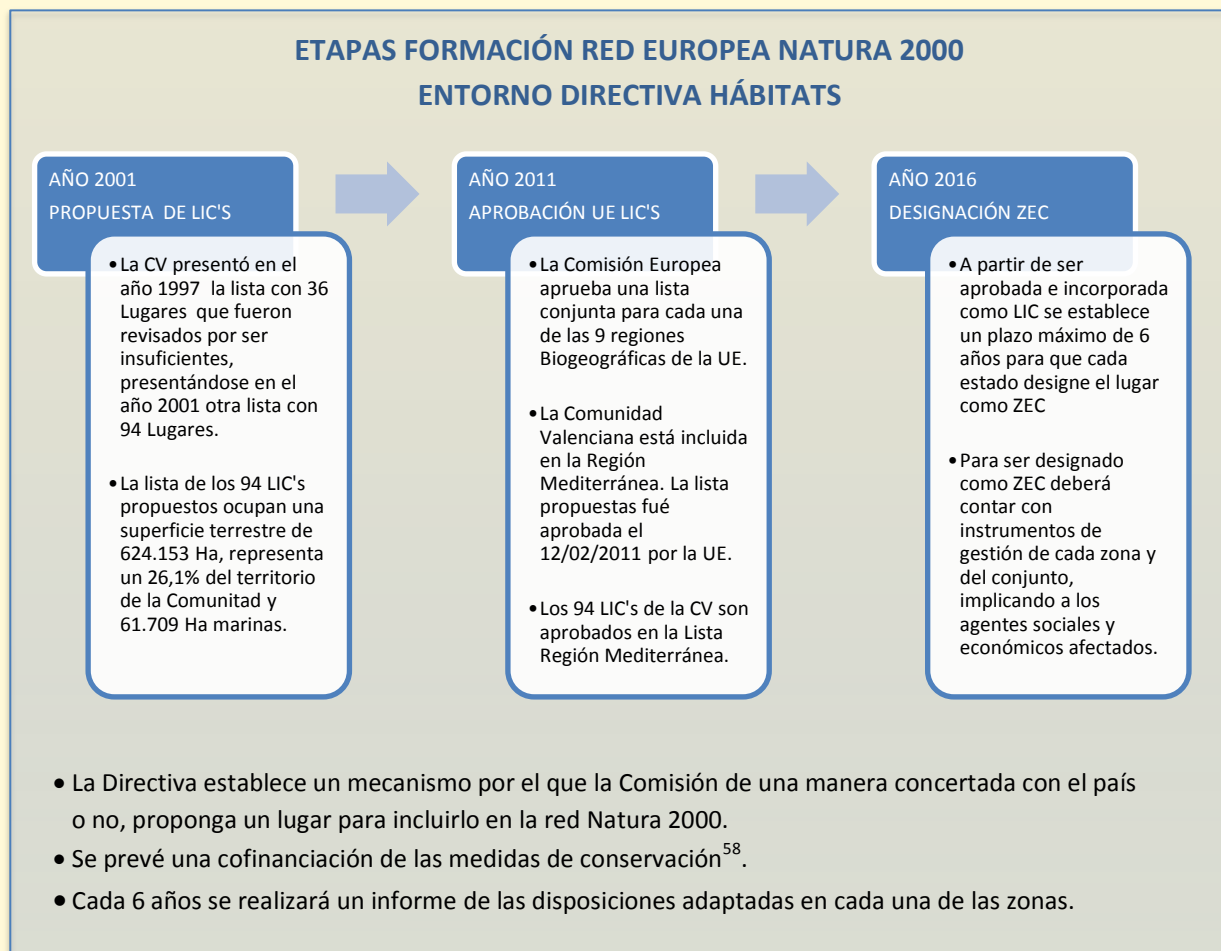 ETAPAS FORMACIÓN RED EUROPEA NATURA 2000
ENTORNO DIRECTIVA HÁBITATS
AÑO 2001
PROPUESTA DE LIC'S
•La CV presentó en el
año 1997 la lista con 36
Lugares que fueron
revisados por ser
insuficientes,
presentándose en el
año 2001 otra lista con
94 Lugares.
•La lista de los 94 LIC's
propuestos ocupan una
superficie terrestre de
624.153 Ha, representa
un 26,1% del territorio
de la Comunitad y
61.709 Ha marinas.
AÑO 2011
APROBACIÓN UE LIC'S
•La Comisión Europea
aprueba una lista
conjunta para cada una
de las 9 regiones
Biogeográficas de la UE.
•La Comunidad
Valenciana está incluida
en la Región
Mediterránea. La lista
propuestas fué
aprobada el
12/02/2011 por la UE.
•Los 94 LIC's de la CV son
aprobados en la Lista
Región Mediterránea.
AÑO 2016
DESIGNACIÓN ZEC
•A partir de ser
aprobada e incorporada
como LIC se establece
un plazo máximo de 6
años para que cada
estado designe el lugar
como ZEC
•Para ser designado
como ZEC deberá
contar con
instrumentos de
gestión de cada zona y
del conjunto,
implicando a los
agentes sociales y
económicos afectados.
• La Directiva establece un mecanismo por el que la Comisión de una manera concertada con el país
o no, proponga un lugar para incluirlo en la red Natura 2000.
• Se prevé una cofinanciación de las medidas de conservación58.
• Cada 6 años se realizará un informe de las disposiciones adaptadas en cada una de las zonas.